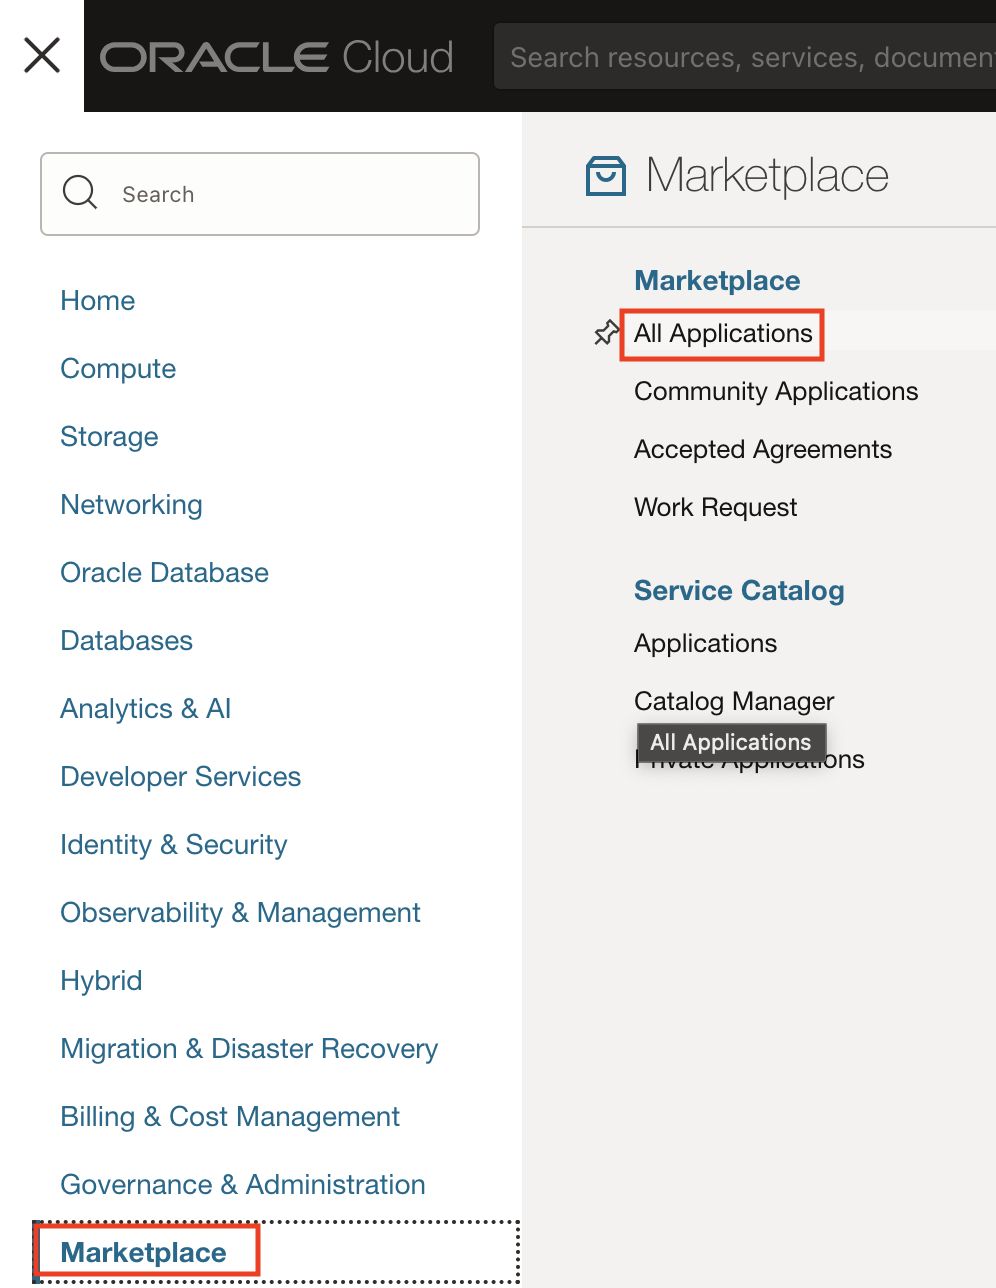 ORACLE Cloud
Search resources, services, documen
Search
Home
Compute
Storage
Networking
Oracle Database
Databases
Analytics & AI
Developer Services
Identity & Security
Observability & Management
Hybrid
Migration & Disaster Recovery
Billing & Cost Management
Governance & Administration
Marketplace
Marketplace
Marketplace
All Applications
Community Applications
Accepted Agreements
Work Request
Service Catalog
Applications
Catalog Manager
All Applications
Private Applications